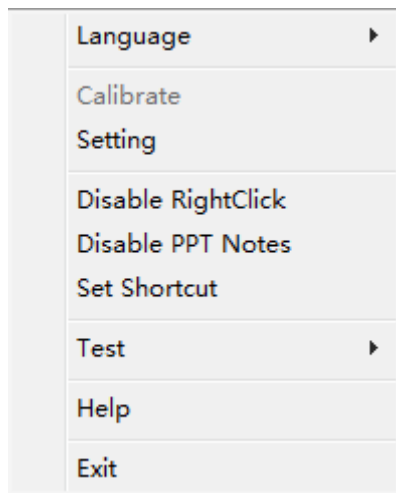 Language
Calibrate
Setting
Disable RightClick
Disable PPT Notes
Set Shortcut
Test
Help
Exit